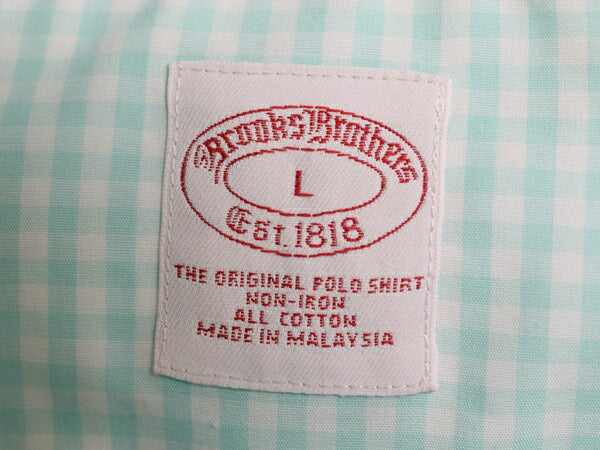 Brooks Brothers
L
Est. 1818
THE ORIGINAL POLO SHIRT
NON-IRON
ALL COTTON
MADE IN MALAYSIA